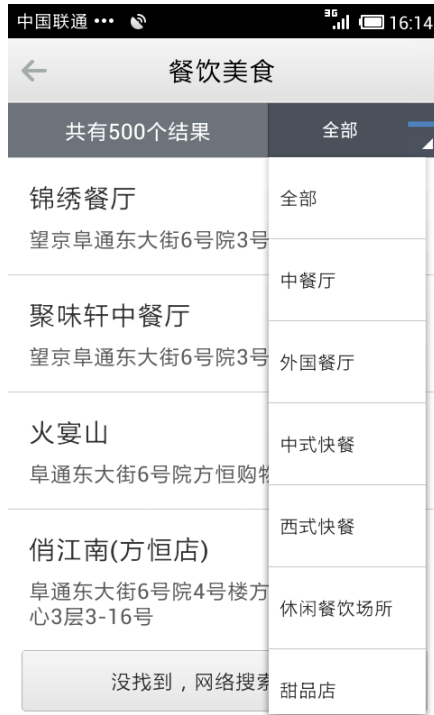 中国联通 ••• 3G 16:14
餐饮美食
共有500个结果 全部
锦绣餐厅
望京阜通东大街6号院3号
聚味轩中餐厅
望京阜通东大街6号院3号
火宴山
阜通东大街6号院方恒购物
俏江南(方恒店)
阜通东大街6号院4号楼方
心3层3-16号
没找到，网络搜索
全部
中餐厅
外国餐厅
中式快餐
西式快餐
休闲餐饮场所
甜品店